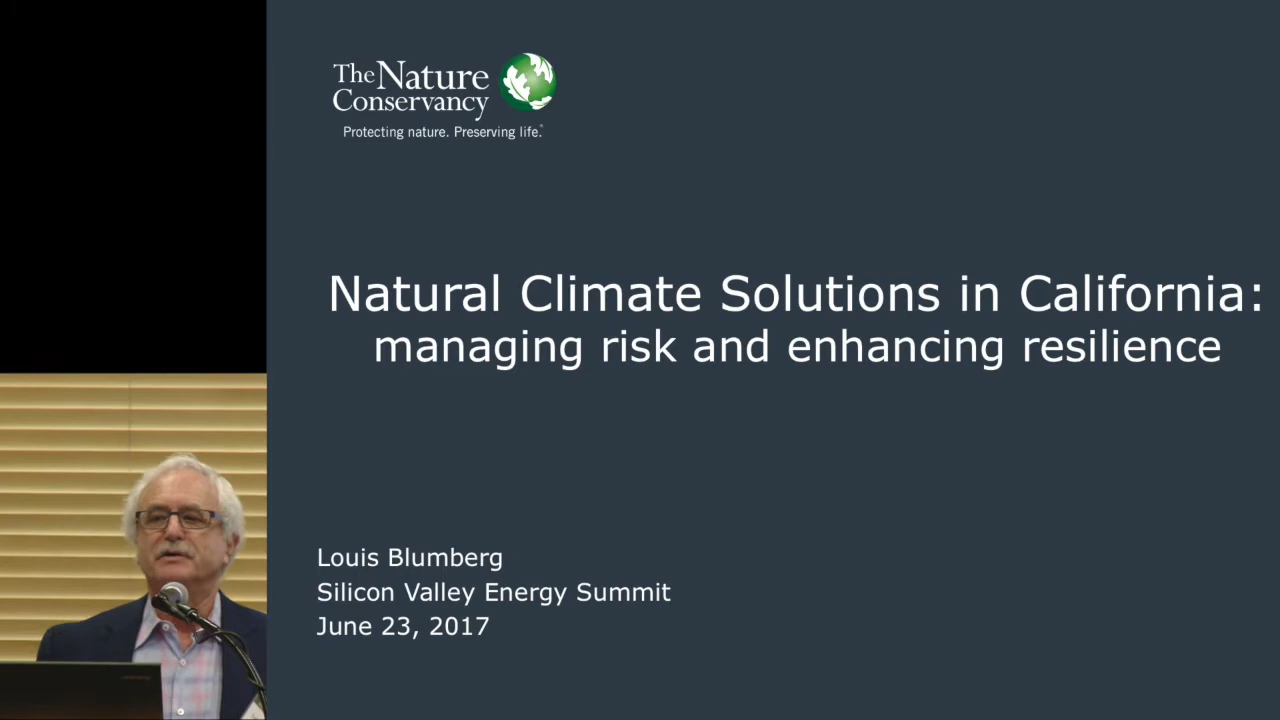 The Nature
Conservancy
Protecting nature. Preserving life.®
Natural Climate Solutions in California:
managing risk and enhancing resilience
Louis Blumberg
Silicon Valley Energy Summit
June 23, 2017